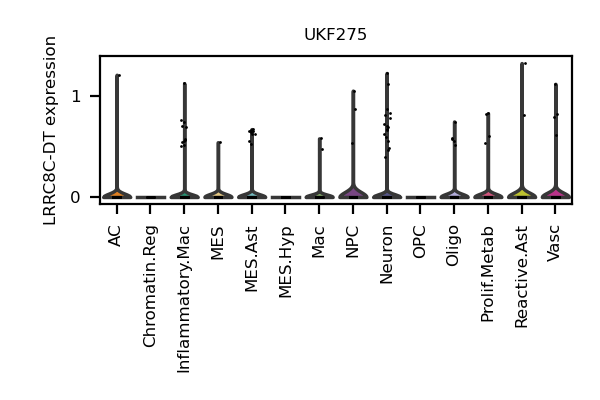 UKF275
LRRC8C-DT expression
1
0
AC
Chromatin.Reg
Inflammatory.Mac
MES
MES.Ast
MES.Hyp
Mac
NPC
Neuron
OPC
Oligo
Prolif.Metab
Reactive.Ast
Vasc